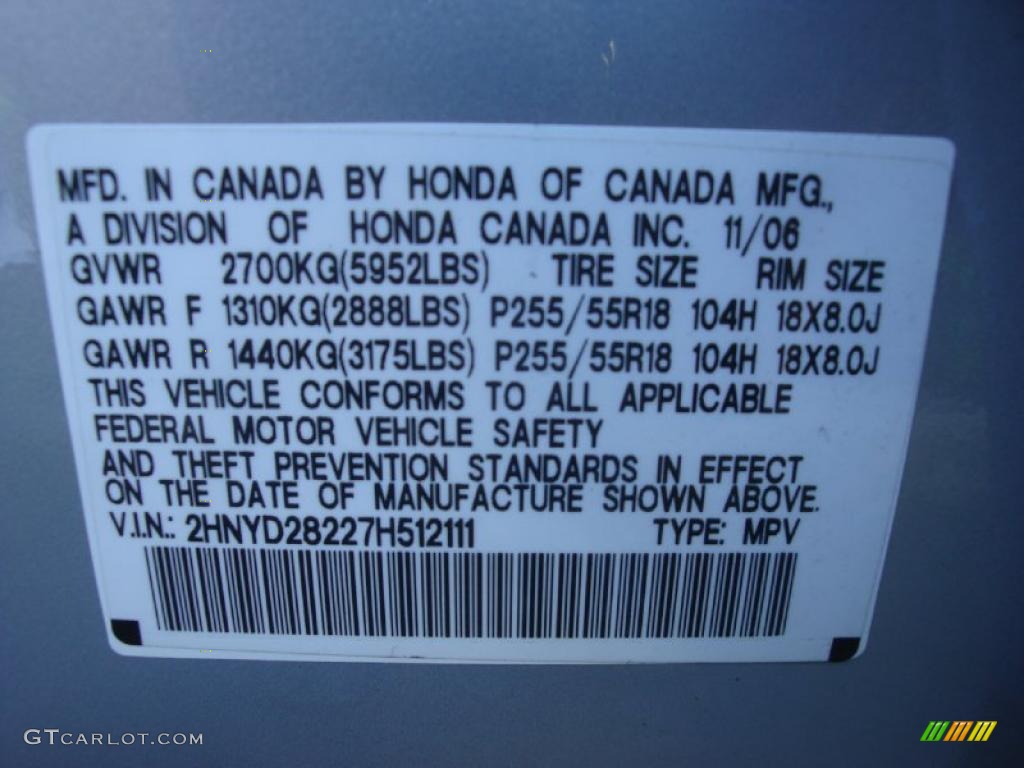 MFD. IN CANADA BY HONDA OF CANADA MFG.,
A DIVISION OF HONDA CANADA INC. 11/06
GVWR 2700KG(5952LBS) TIRE SIZE RIM SIZE
GAWR F 1310KG(2888LBS) P255/55R18 104H 18X8.0J
GAWR R 1440KG(3175LBS) P255/55R18 104H 18X8.0J
THIS VEHICLE CONFORMS TO ALL APPLICABLE
FEDERAL MOTOR VEHICLE SAFETY
AND THEFT PREVENTION STANDARDS IN EFFECT
ON THE DATE OF MANUFACTURE SHOWN ABOVE.
V.I.N.: 2HNYD28227H512111 TYPE: MPV
GTCARLOT.COM